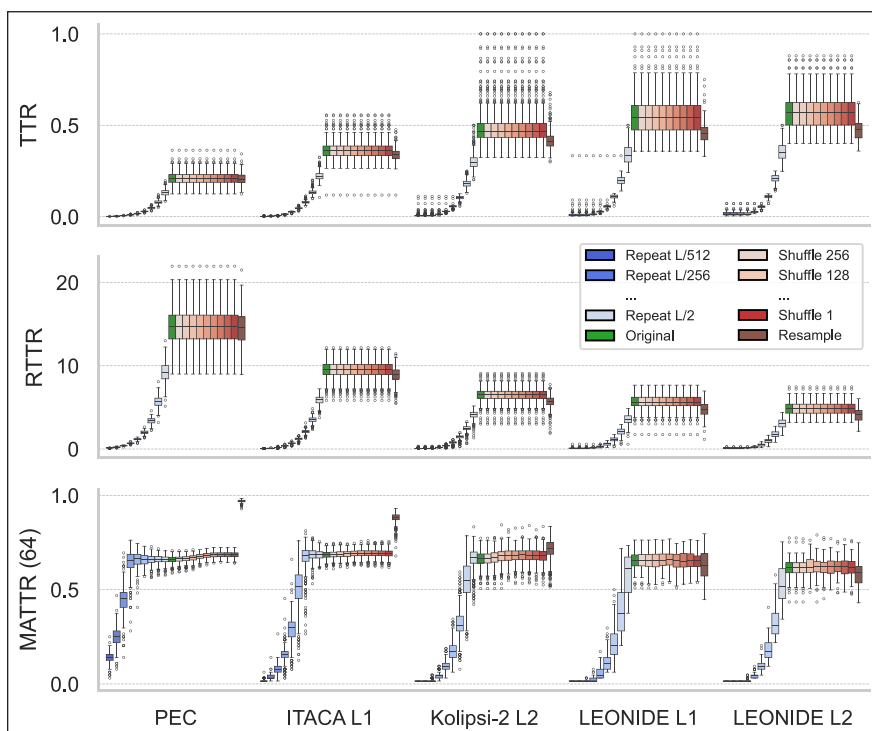 TTR
1.0
0.5
0.0
RTTR
20
10
0
Repeat L/512
Repeat L/256
...
Repeat L/2
Original
Shuffle 256
Shuffle 128
...
Shuffle 1
Resample
MATTR (64)
1.0
0.5
0.0
PEC
ITACA L1
Kolipsi-2 L2
LEONIDE L1
LEONIDE L2